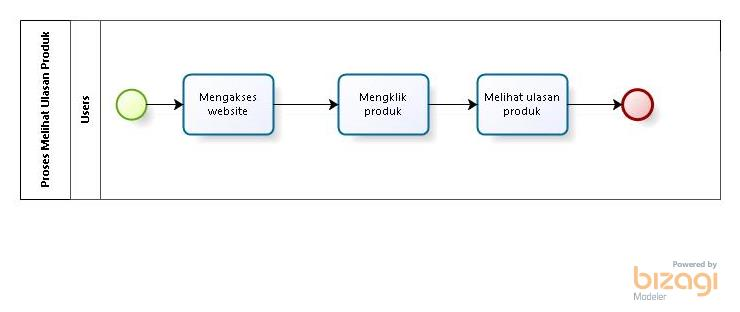 Proses Melihat Ulasan Produk
Users
Mengakses
website
Mengklik
produk
Melihat ulasan
produk
Powered by
bizagi
Modeler